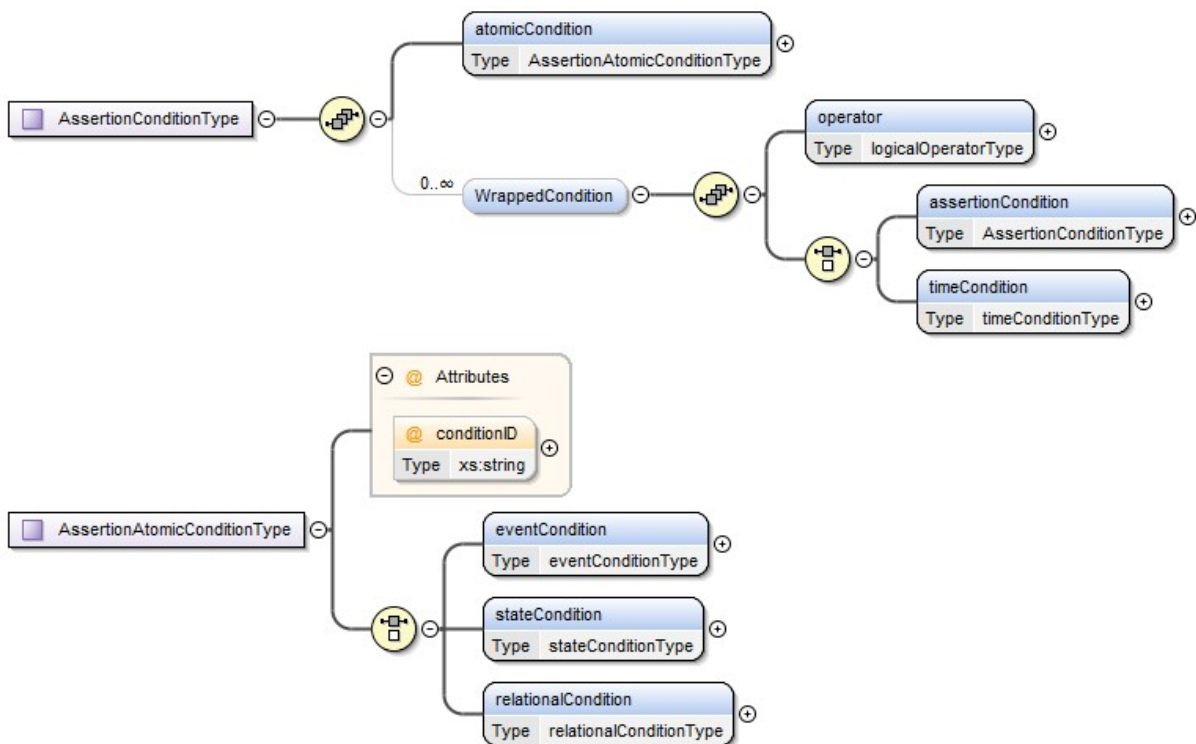 atomicCondition
Type AssertionAtomicConditionType
AssertionConditionType
operator
Type logicalOperatorType
0..∞
WrappedCondition
assertionCondition
Type AssertionConditionType
timeCondition
Type timeConditionType
@ Attributes
@ conditionID
Type xs:string
AssertionAtomicConditionType
eventCondition
Type eventConditionType
stateCondition
Type stateConditionType
relationalCondition
Type relationalConditionType